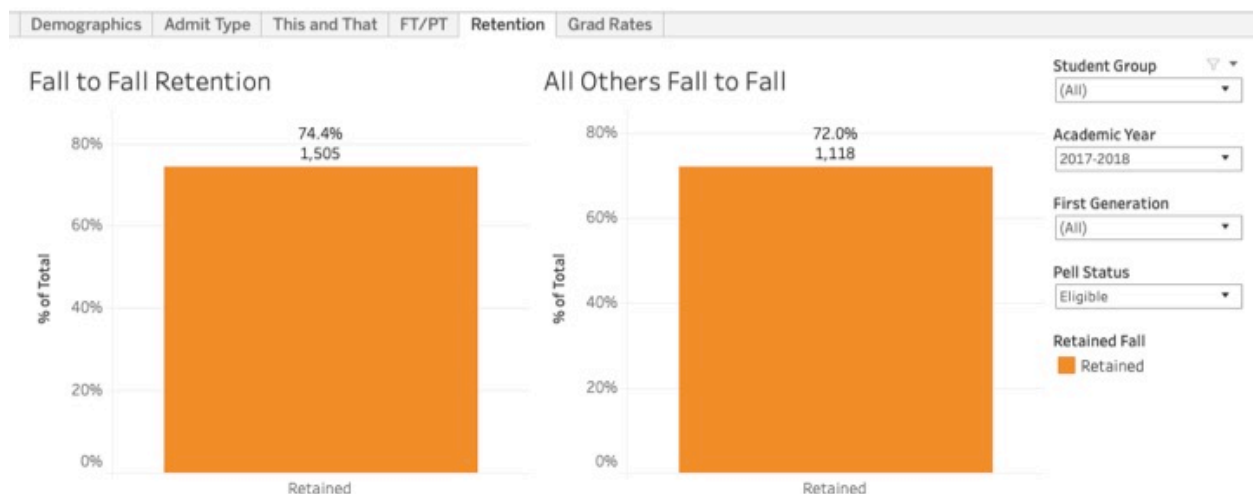 Demographics Admit Type This and That FT/PT Retention Grad Rates
Fall to Fall Retention
74.4%
1,505
80%
60%
40%
20%
0%
% of Total
Retained
All Others Fall to Fall
72.0%
1,118
80%
60%
40%
20%
0%
% of Total
Retained
Student Group
(All)
Academic Year
2017-2018
First Generation
(All)
Pell Status
Eligible
Retained Fall
Retained